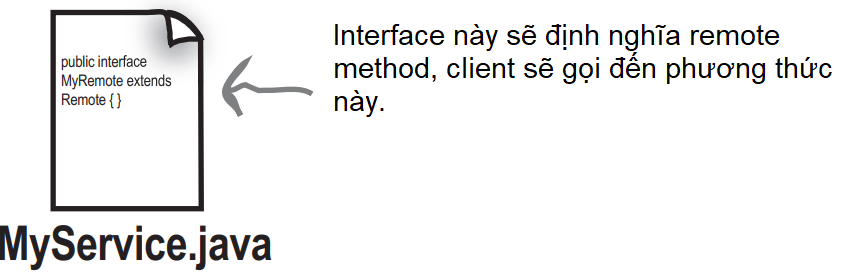 public interface
MyRemote extends
Remote { }
Interface này sẽ định nghĩa remote
method, client sẽ gọi đến phương thức
này.
MyService.java